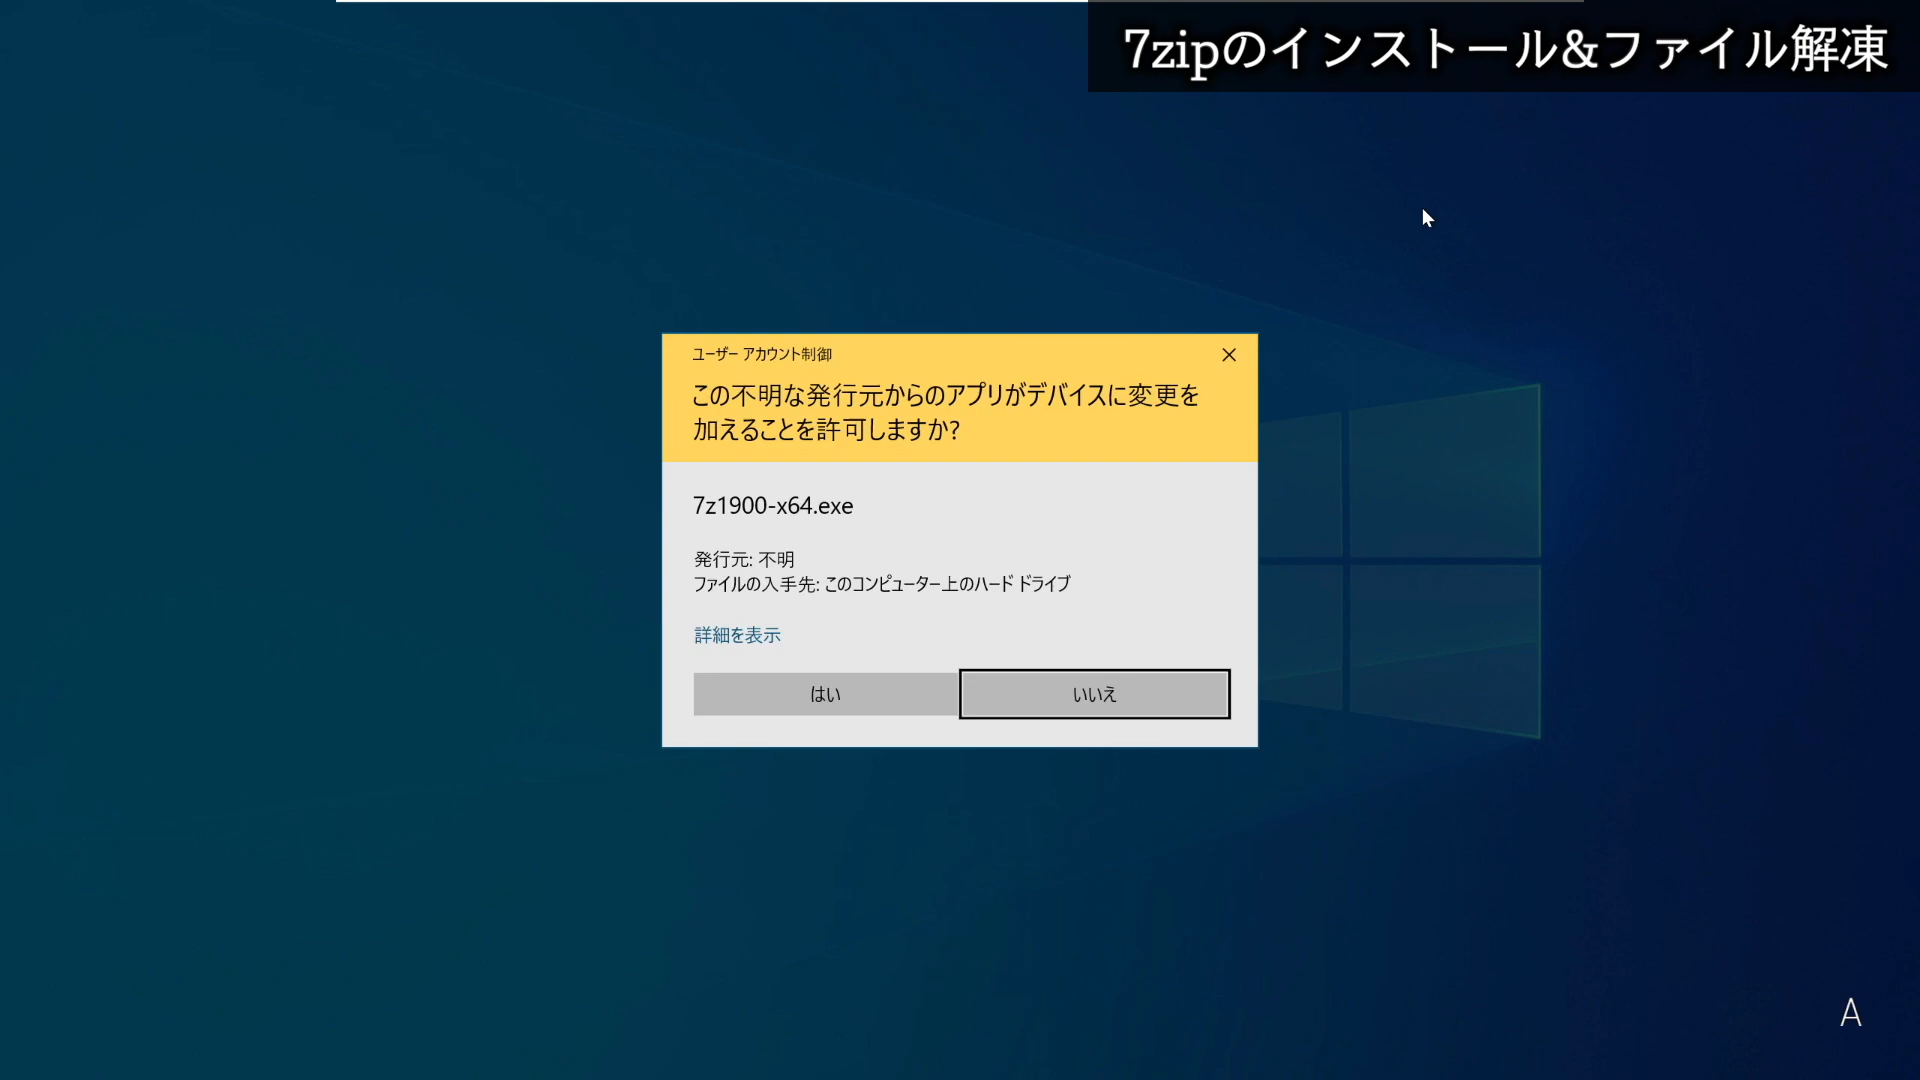 7zipのインストール&ファイル解凍
ユーザー アカウント制御
この不明な発行元からのアプリがデバイスに変更を
加えることを許可しますか?
7z1900-x64.exe
発行元: 不明
ファイルの入手先: このコンピューター上のハード ドライブ
詳細を表示
はい
いいえ
A